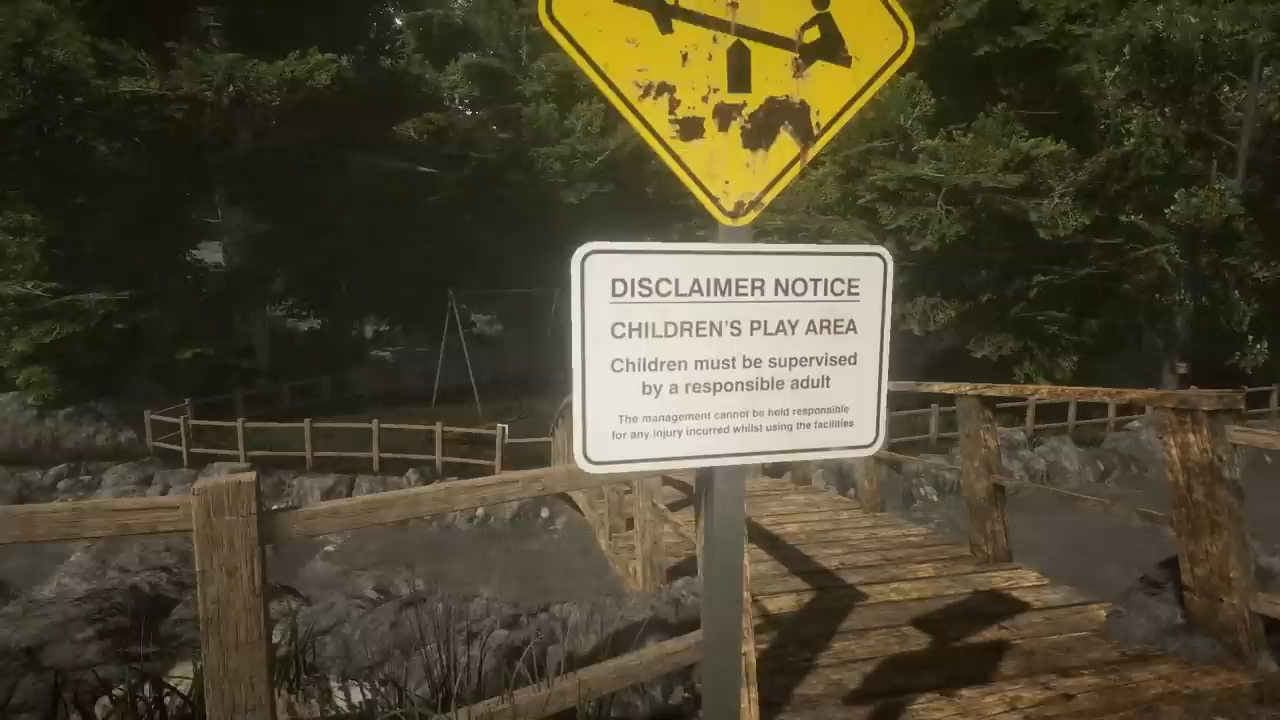 DISCLAIMER NOTICE
CHILDREN'S PLAY AREA
Children must be supervised
by a responsible adult
The management cannot be held responsible
for any injury incurred whilst using the facilities